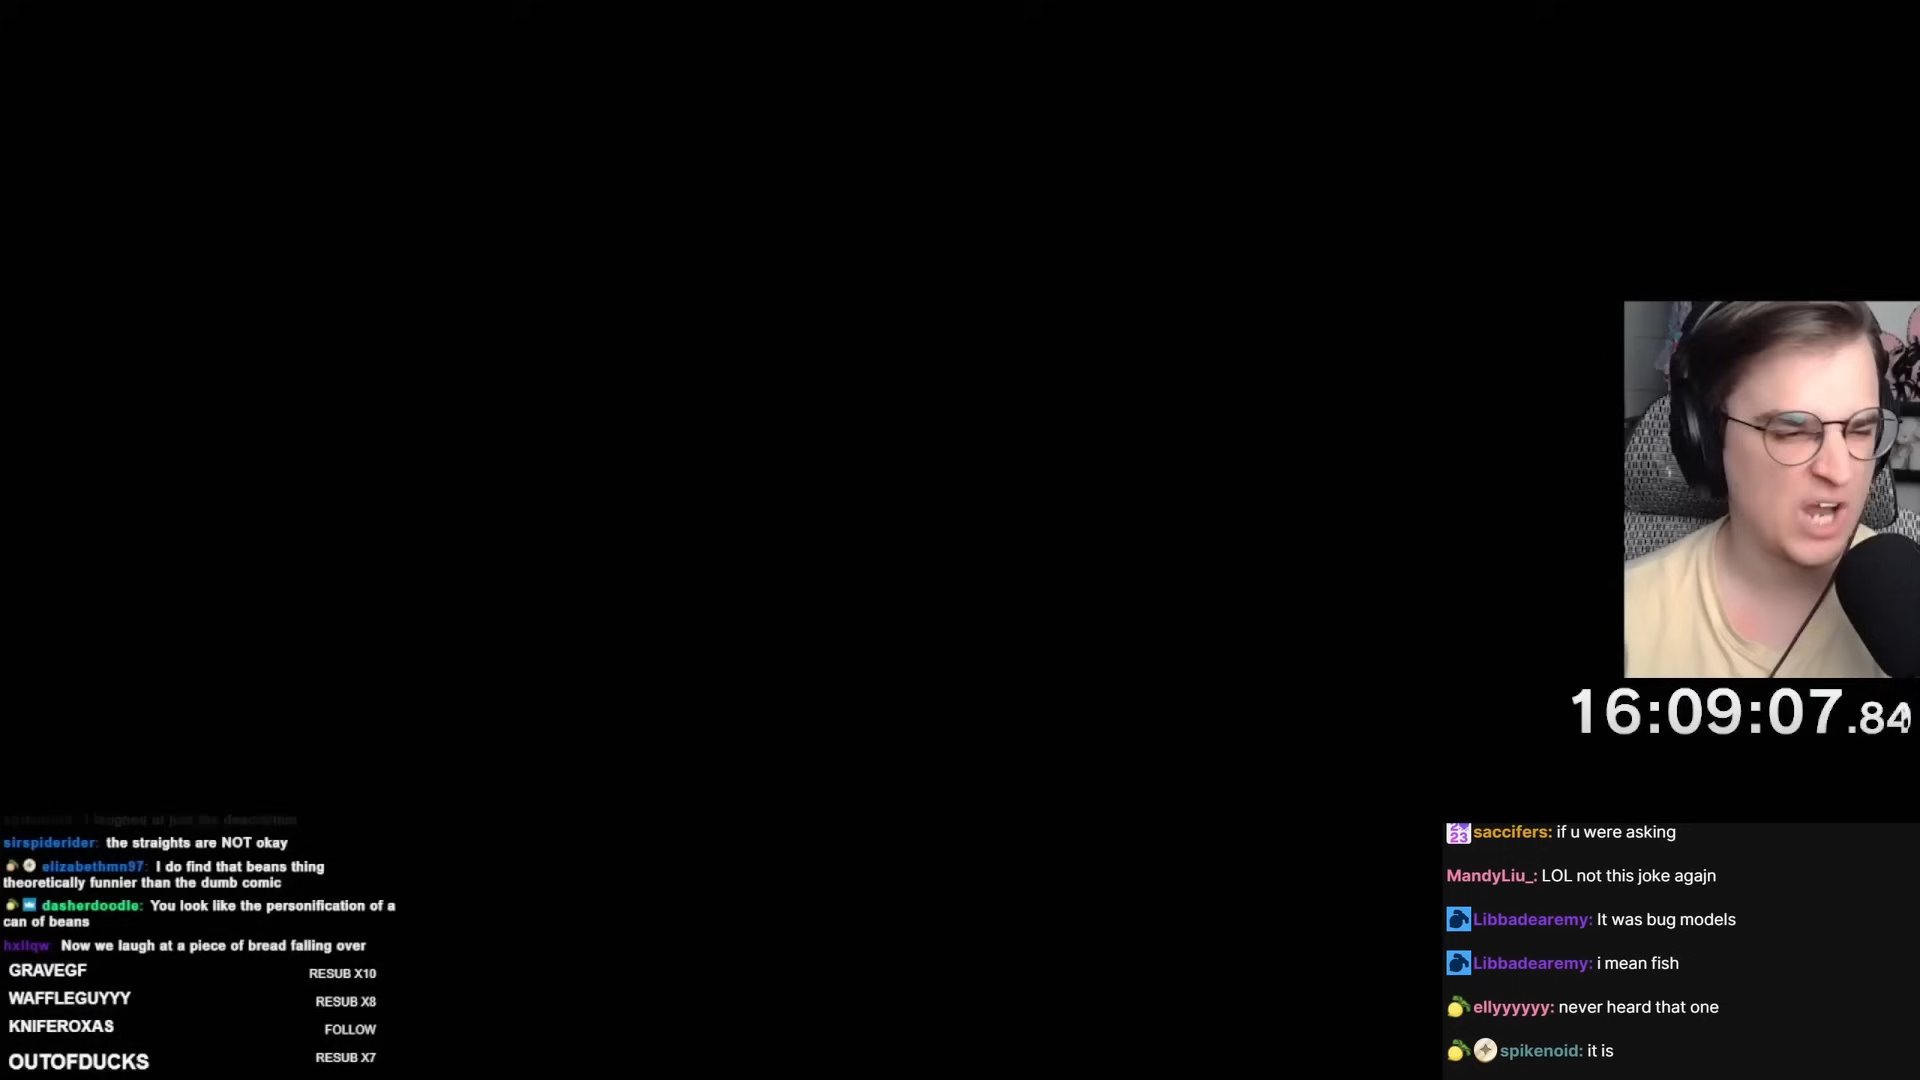 sirspiderider: the straights are NOT okay
elizabethmn97: I do find that beans thing
theoretically funnier than the dumb comic
dasherdoodle: You look like the personification of a
can of beans
hxllqw: Now we laugh at a piece of bread falling over
GRAVEGF RESUB X10
WAFFLEGUYYY RESUB X8
KNIFEROXAS FOLLOW
OUTOFDUCKS RESUB X7
16:09:07.84
saccifers: if u were asking
MandyLiu_: LOL not this joke agajn
Libbadearemy: It was bug models
Libbadearemy: i mean fish
ellyyyyyy: never heard that one
spikenoid: it is